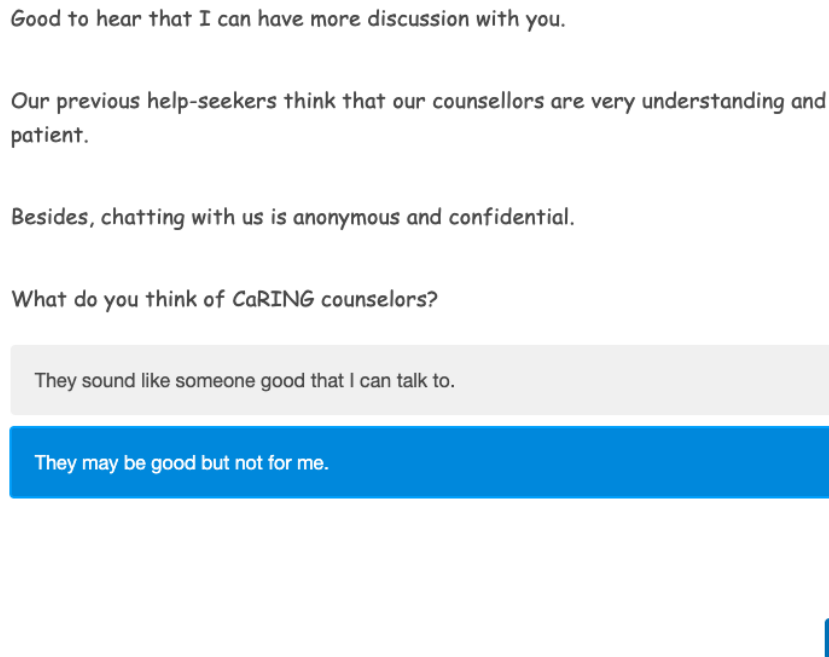 Good to hear that I can have more discussion with you.
Our previous help-seekers think that our counsellors are very understanding and
patient.
Besides, chatting with us is anonymous and confidential.
What do you think of CaRING counselors?
They sound like someone good that I can talk to.
They may be good but not for me.